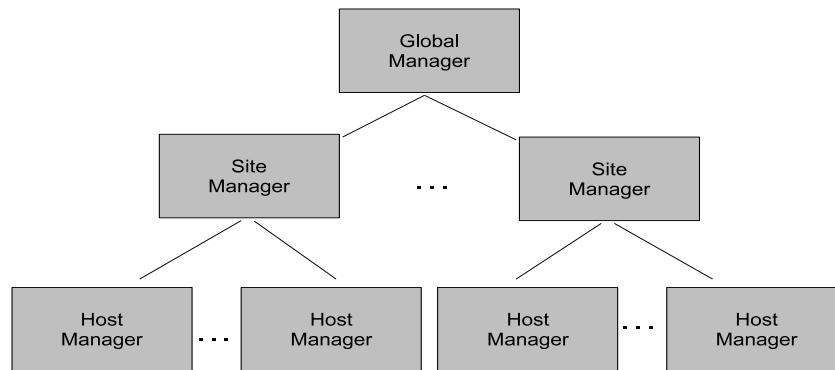 Global
Manager
Site
Manager
. . .
Site
Manager
Host
Manager
. . .
Host
Manager
Host
Manager
. . .
Host
Manager